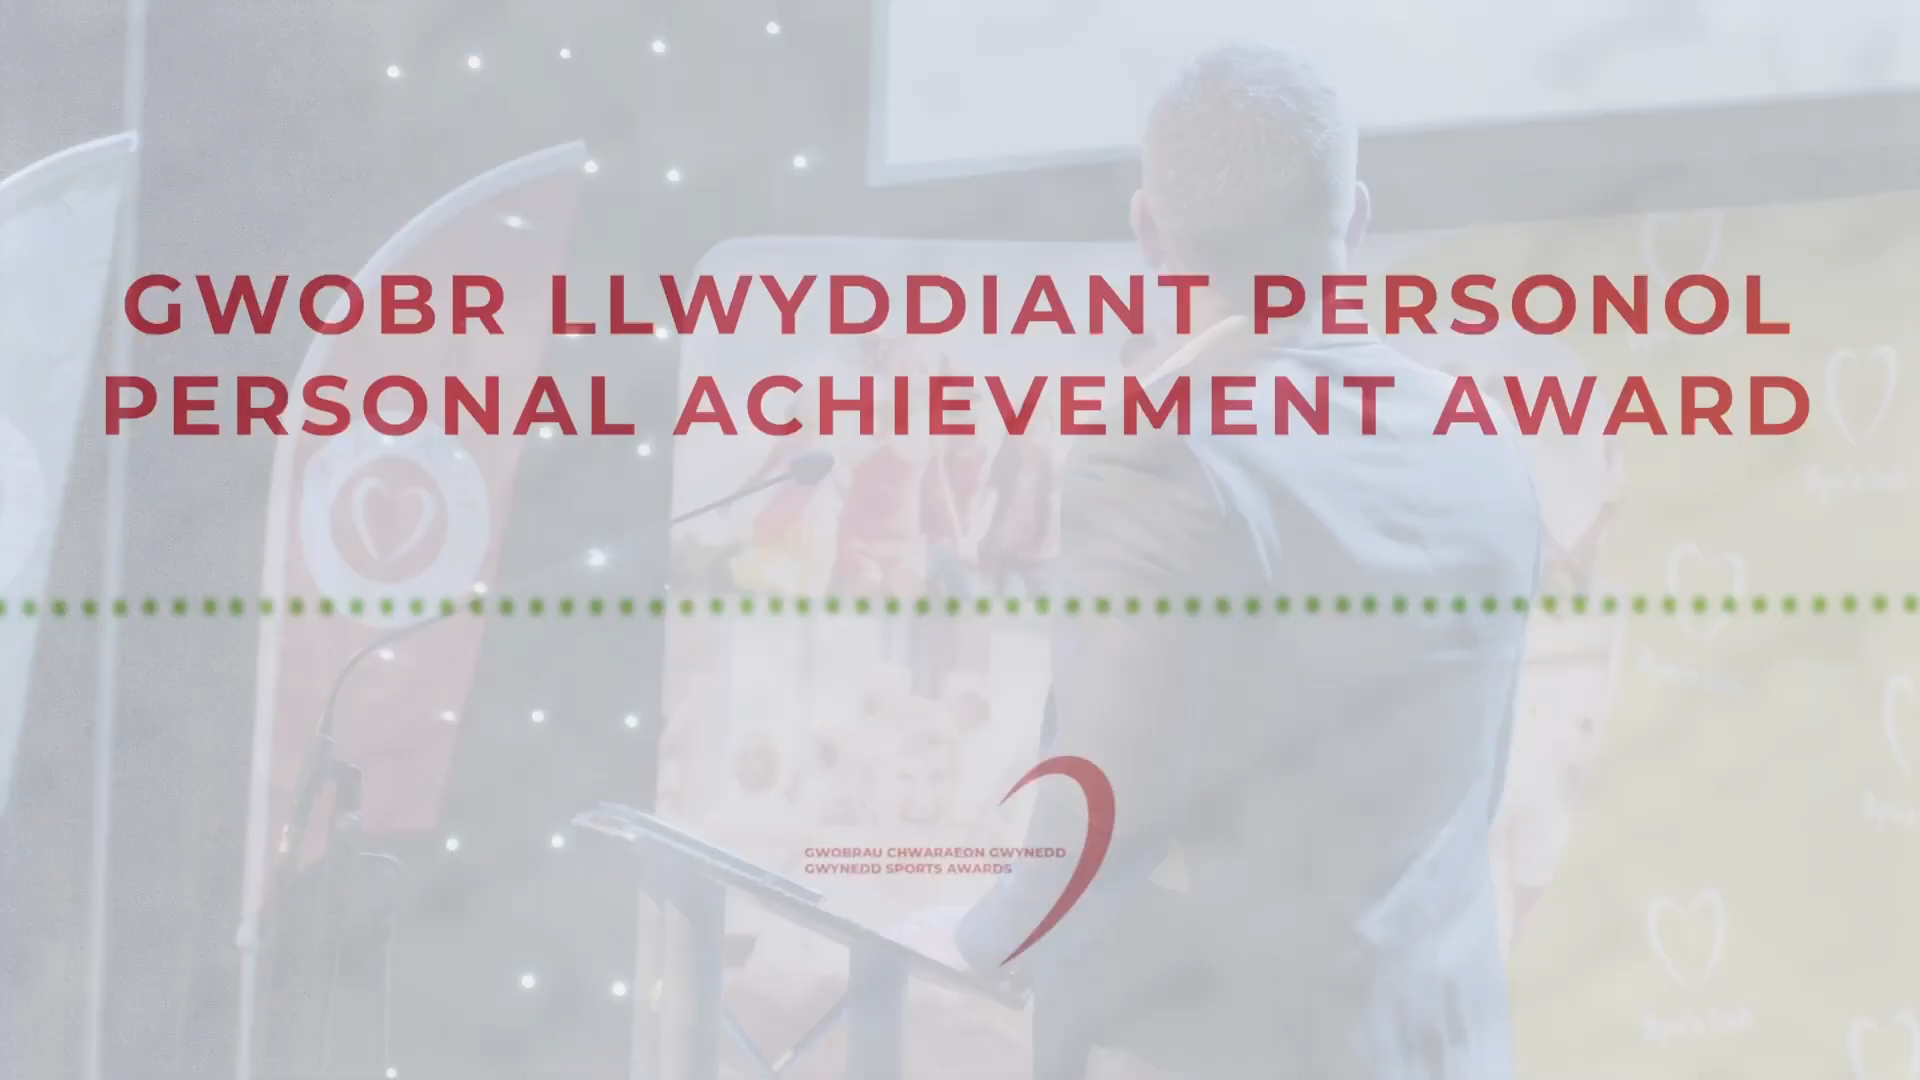 GWOBR LLWYDDIANT PERSONOL
PERSONAL ACHIEVEMENT AWARD
GWOBRAU CHWARAEON GWYNEDD
GWYNEDD SPORTS AWARDS